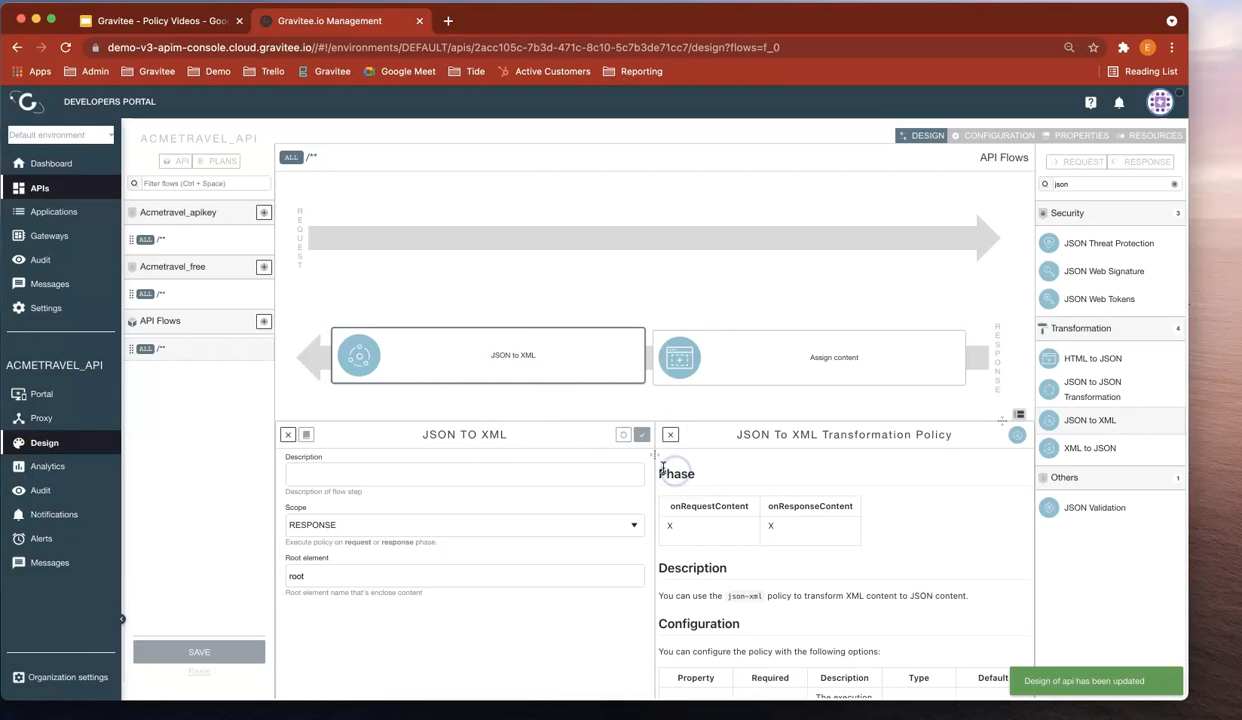 Gravitee - Policy Videos - Goo
Gravitee.io Management
demo-v3-apim-console.cloud.gravitee.io//#!/environments/DEFAULT/apis/2acc105c-7b3d-471c-8c10-5c7b3de71cc7/design?flows=f_0
E
Apps Admin Gravitee Demo Trello Gravitee Google Meet Tide Active Customers Reporting Reading List
DEVELOPERS PORTAL
Default environment
Dashboard
APIs
Applications
Gateways
Audit
Messages
Settings
ACMETRAVEL_API
Portal
Proxy
Design
Analytics
Audit
Notifications
Alerts
Messages
Organization settings
ACMETRAVEL_API
API PLANS
Filter flows (Ctrl + Space)
Acmetravel_apikey
ALL /**
Acmetravel_free
ALL /**
API Flows
ALL /**
SAVE
Reset
DESIGN CONFIGURATION PROPERTIES RESOURCES
ALL /**
API Flows
REQUEST
JSON to XML
Assign content
RESPONSE
JSON TO XML
Description
Description of flow step
Scope
RESPONSE
Execute policy on request or response phase.
Root element
root
Root element name that's enclose content
JSON To XML Transformation Policy
Phase
onRequestContent onResponseContent
X X
Description
You can use the json-xml policy to transform XML content to JSON content.
Configuration
You can configure the policy with the following options:
Property Required Description Type Default
The execution
REQUEST RESPONSE
json
Security 3
JSON Threat Protection
JSON Web Signature
JSON Web Tokens
Transformation 4
HTML to JSON
JSON to JSON
Transformation
JSON to XML
XML to JSON
Others 1
JSON Validation
Design of api has been updated